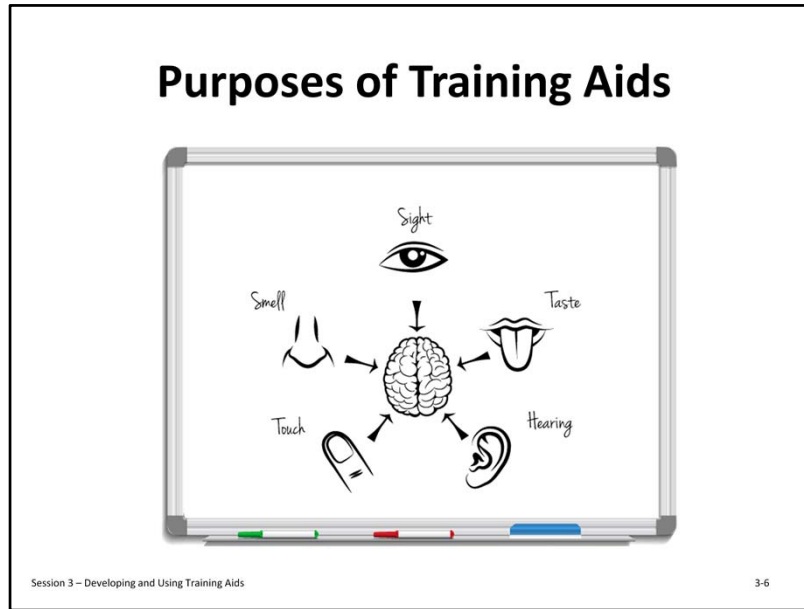 Purposes of Training Aids
Sight
Smell
Taste
Touch
Hearing
Session 3 – Developing and Using Training Aids
3-6